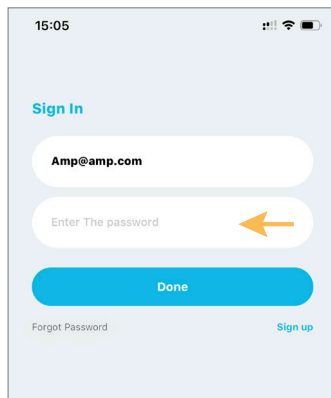 15:05
Sign In
Amp@amp.com
Enter The password
Done
Forgot Password Sign up